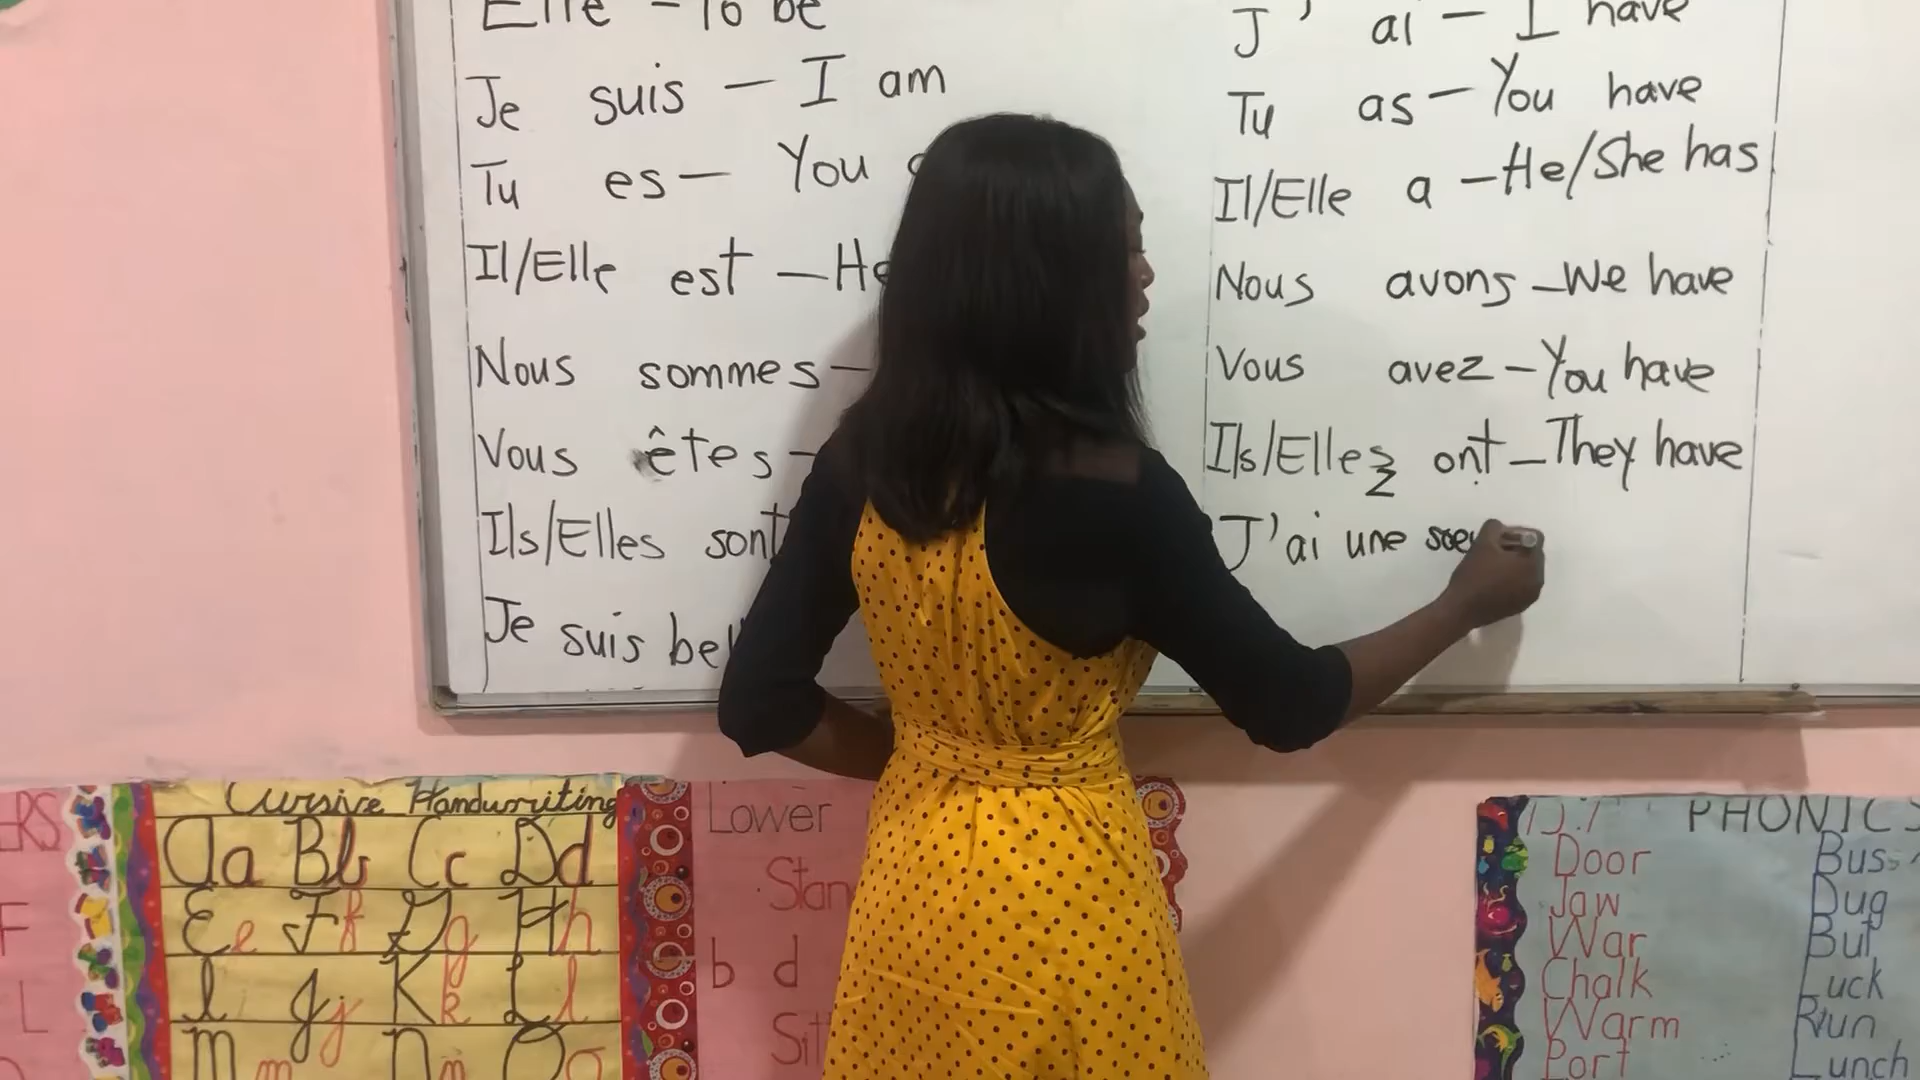 Etre - To be
Je suis - I am
Tu es - You
Il/Elle est - He
Nous sommes -
Vous êtes -
Ils/Elles sont
Je suis bel
J'ai - I have
Tu as - You have
Il/Elle a - He/She has
Nous avons - We have
Vous avez - You have
Ils/Elles ont - They have
J'ai une soeu
ERS
F
L
Cursive Handwriting
Aa Bb Cc Dd
Ee Ff Gg Hh
Ii Jj Kk Ll
Mm Nn Oo
Lower
Stan
b d
Sit
PHONICS
Door
Jaw
War
Chalk
Warm
Port
Bus
Dug
But
Luck
Run
Lunch